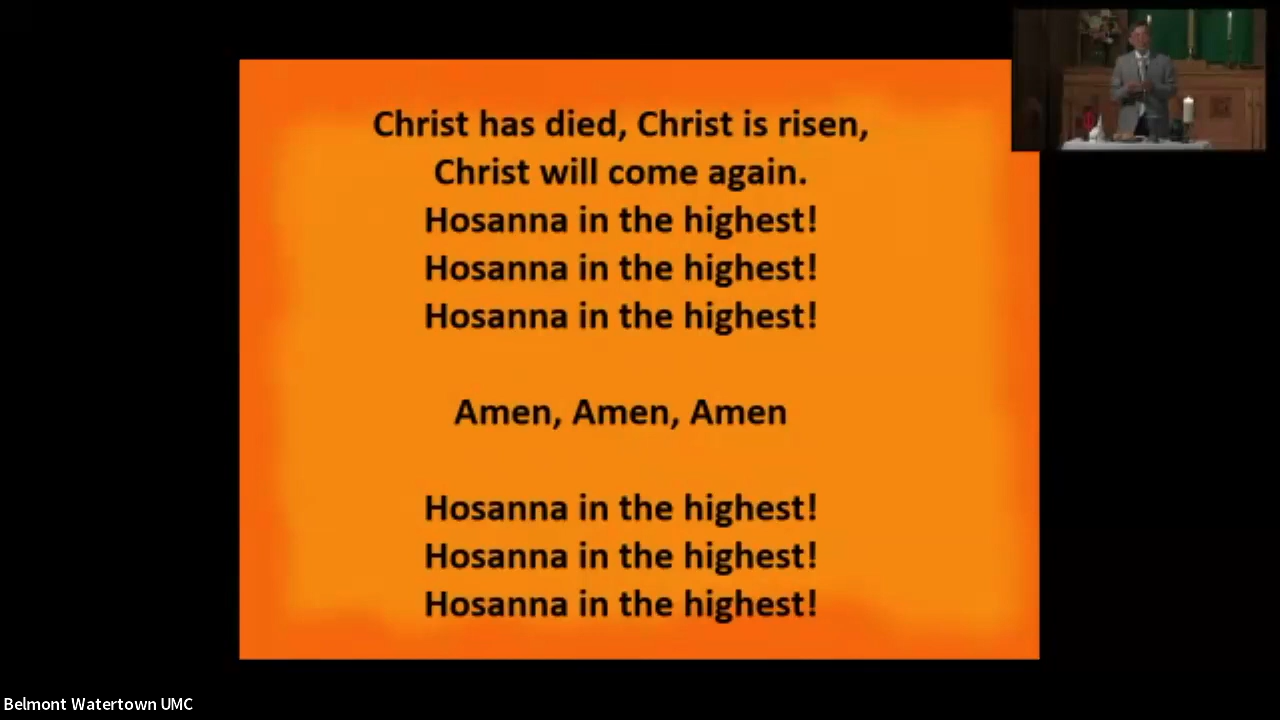 Christ has died, Christ is risen,
Christ will come again.
Hosanna in the highest!
Hosanna in the highest!
Hosanna in the highest!
Amen, Amen, Amen
Hosanna in the highest!
Hosanna in the highest!
Hosanna in the highest!
Belmont Watertown UMC